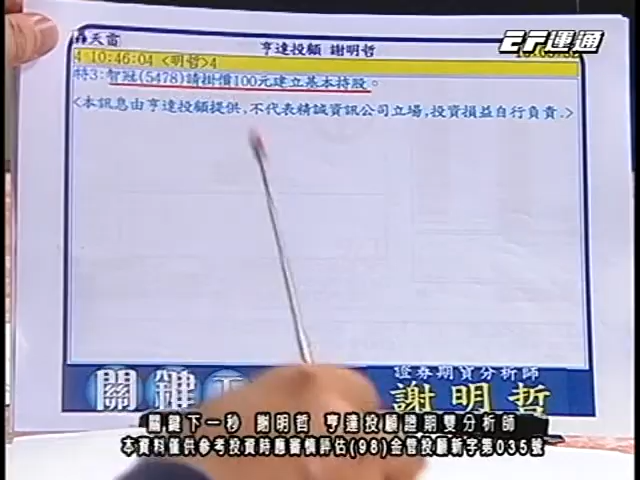 轟天雷
亨達投顧 謝明哲
ET運通
4 10:46:04 <明哲>4
特3:智冠(5478)請掛價100元建立基本持股。
<本訊息由亨達投顧提供,不代表精誠資訊公司立場,投資損益自行負責.>
關鍵下
證券期貨分析師
謝明哲
關鍵下一秒 謝明哲 亨達投顧證期雙分析師
本資料僅供參考投資時應審慎評估(98)金管投顧新字第035號